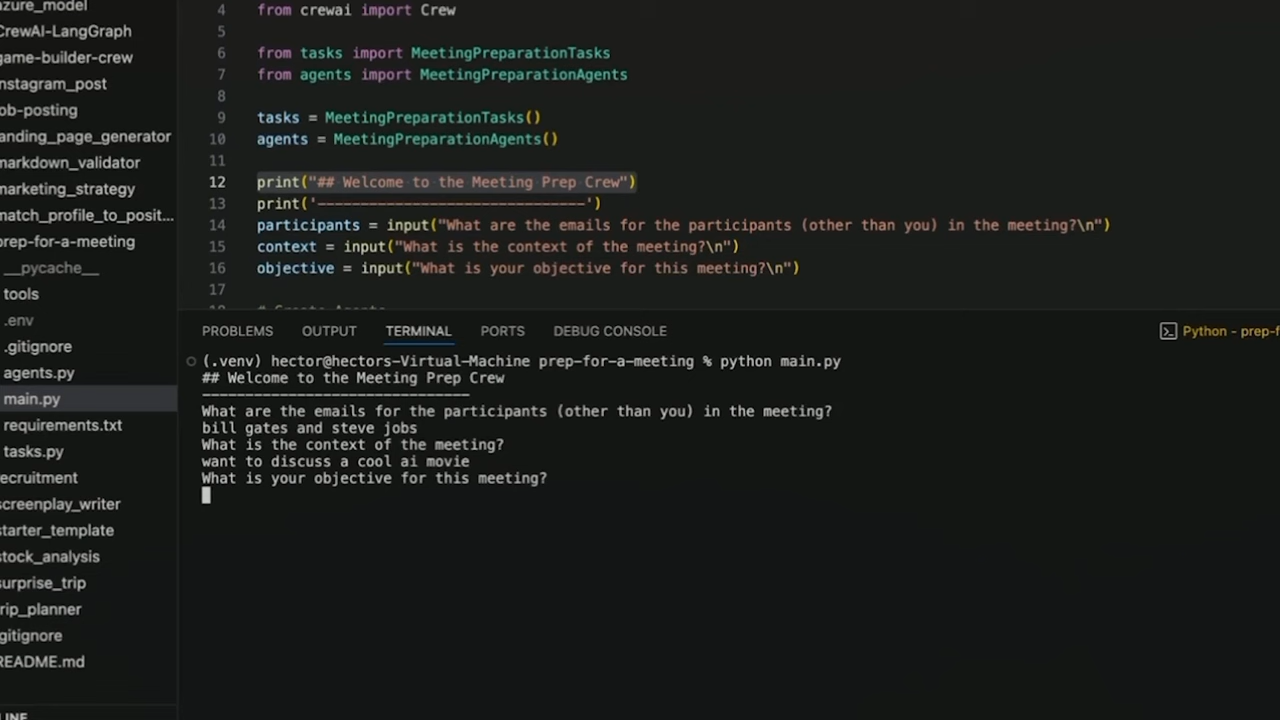 azure_model
CrewAI-LangGraph
game-builder-crew
instagram_post
job-posting
landing_page_generator
markdown_validator
marketing_strategy
match_profile_to_posit...
prep-for-a-meeting
__pycache__
tools
.env
.gitignore
agents.py
main.py
requirements.txt
tasks.py
recruitment
screenplay_writer
starter_template
stock_analysis
surprise_trip
trip_planner
.gitignore
README.md
LINE
4 from crewai import Crew
5
6 from tasks import MeetingPreparationTasks
7 from agents import MeetingPreparationAgents
8
9 tasks = MeetingPreparationTasks()
10 agents = MeetingPreparationAgents()
11
12 print("## Welcome to the Meeting Prep Crew")
13 print('-------------------------------')
14 participants = input("What are the emails for the participants (other than you) in the meeting?\n")
15 context = input("What is the context of the meeting?\n")
16 objective = input("What is your objective for this meeting?\n")
17
18 # Create Agents
PROBLEMS OUTPUT TERMINAL PORTS DEBUG CONSOLE
Python - prep-f
(.venv) hector@hectors-Virtual-Machine prep-for-a-meeting % python main.py
## Welcome to the Meeting Prep Crew
-------------------------------
What are the emails for the participants (other than you) in the meeting?
bill gates and steve jobs
What is the context of the meeting?
want to discuss a cool ai movie
What is your objective for this meeting?